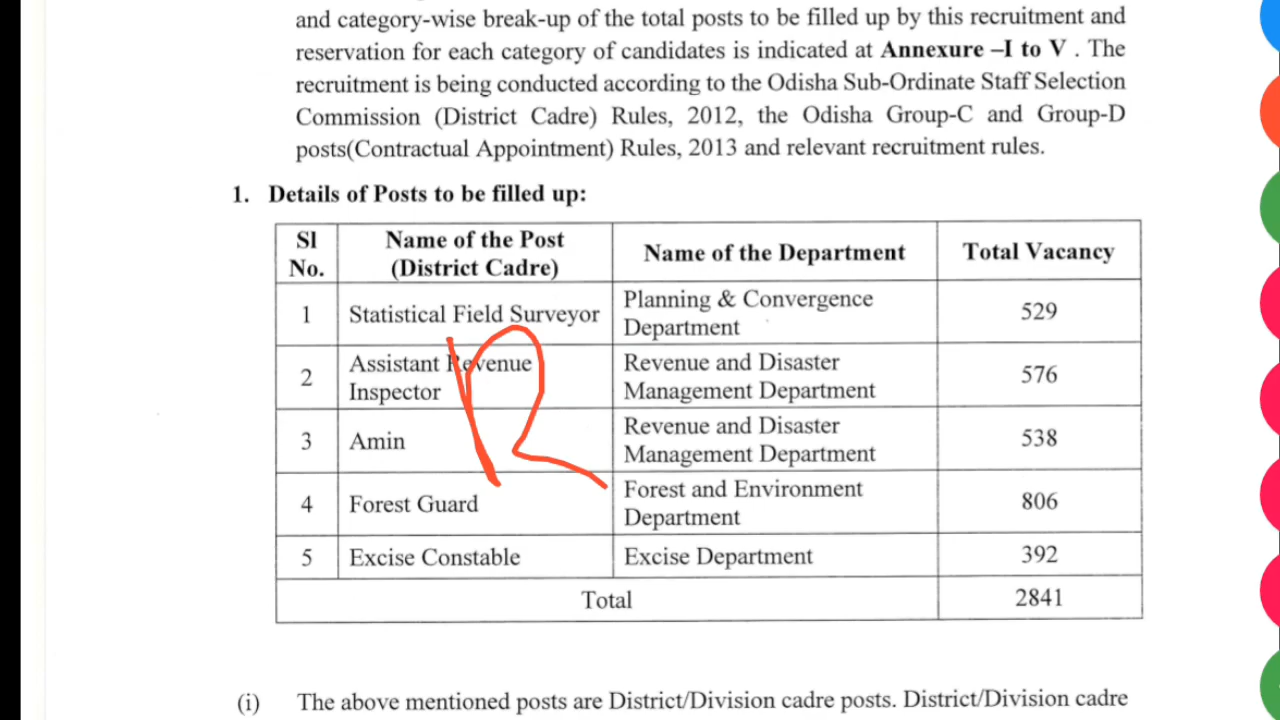 and category-wise break-up of the total posts to be filled up by this recruitment and
reservation for each category of candidates is indicated at Annexure –I to V . The
recruitment is being conducted according to the Odisha Sub-Ordinate Staff Selection
Commission (District Cadre) Rules, 2012, the Odisha Group-C and Group-D
posts(Contractual Appointment) Rules, 2013 and relevant recruitment rules.
1. Details of Posts to be filled up:
Sl No. Name of the Post (District Cadre) Name of the Department Total Vacancy
1 Statistical Field Surveyor Planning & Convergence Department 529
2 Assistant Revenue Inspector Revenue and Disaster Management Department 576
3 Amin Revenue and Disaster Management Department 538
4 Forest Guard Forest and Environment Department 806
5 Excise Constable Excise Department 392
Total 2841
R
(i) The above mentioned posts are District/Division cadre posts. District/Division cadre